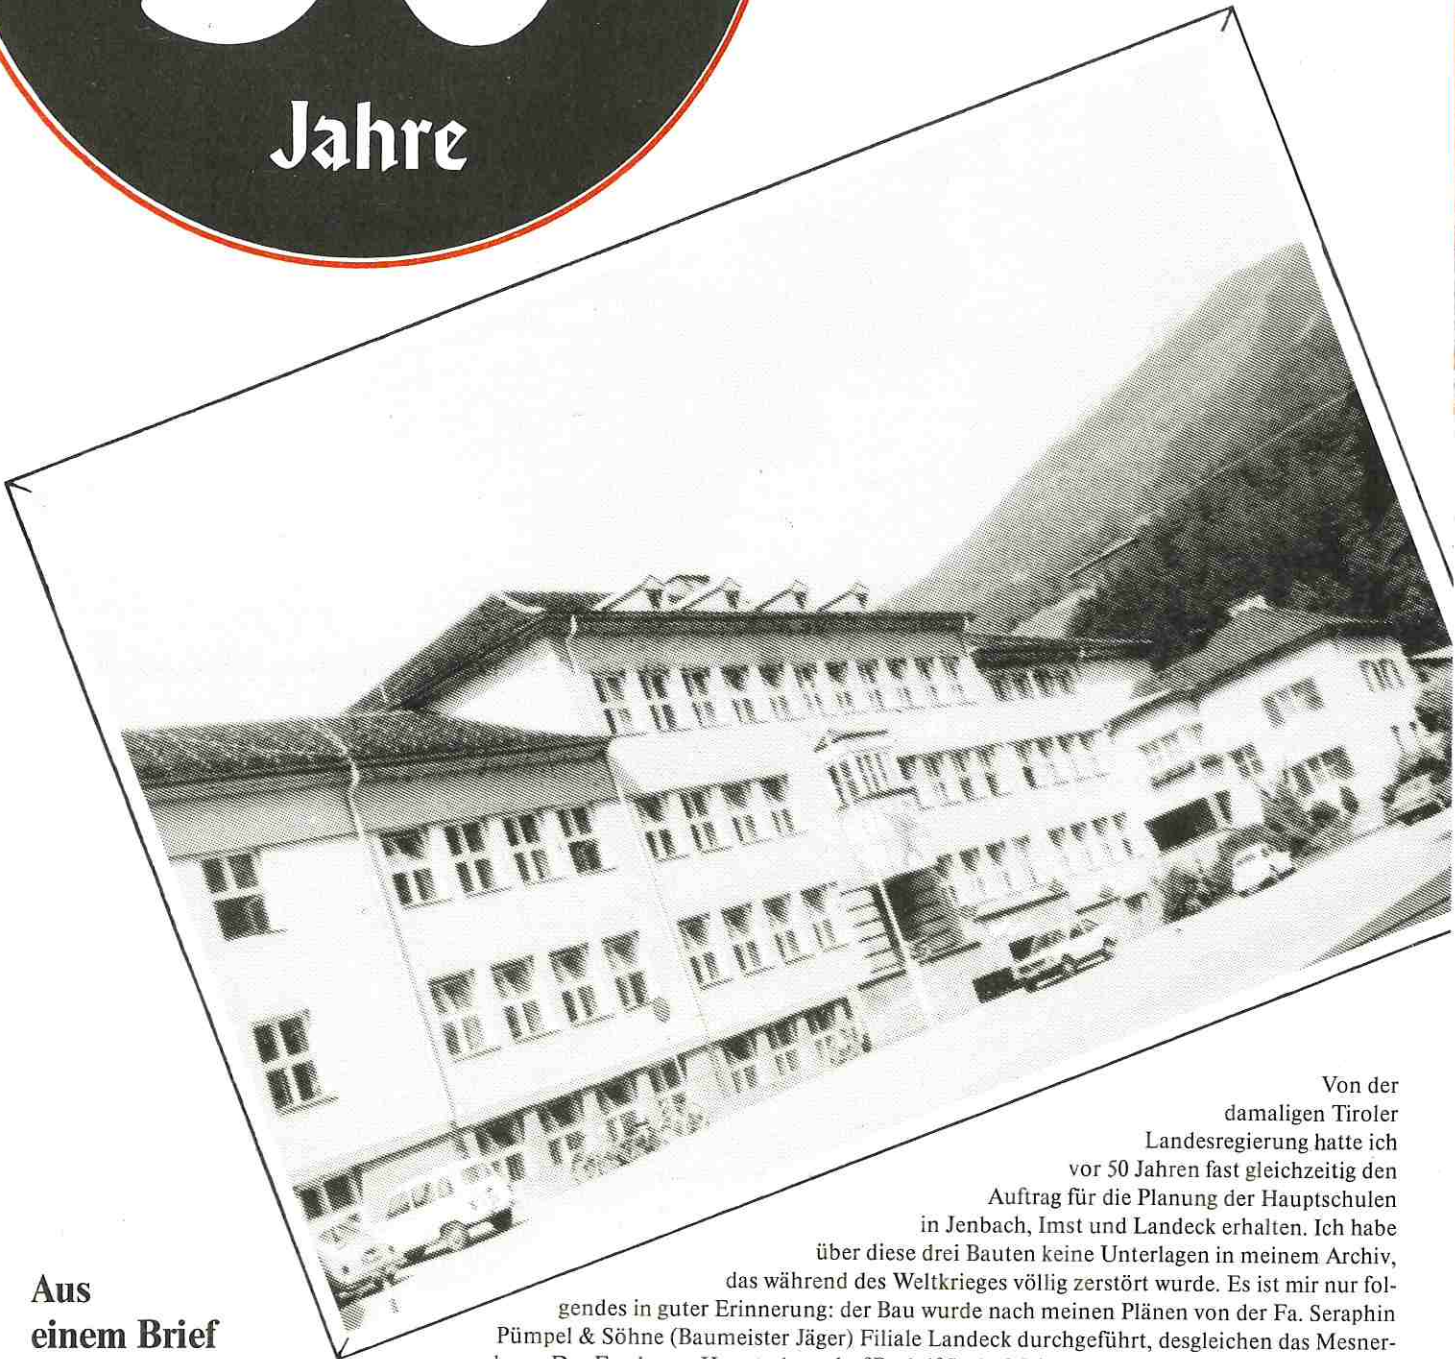 Jahre
Von der
damaligen Tiroler
Landesregierung hatte ich
vor 50 Jahren fast gleichzeitig den
Auftrag für die Planung der Hauptschulen
in Jenbach, Imst und Landeck erhalten. Ich habe
über diese drei Bauten keine Unterlagen in meinem Archiv,
das während des Weltkrieges völlig zerstört wurde. Es ist mir nur fol-
gendes in guter Erinnerung: der Bau wurde nach meinen Plänen von der Fa. Seraphin
Pümpel & Söhne (Baumeister Jäger) Filiale Landeck durchgeführt, desgleichen das Mesner-
Aus
einem Brief